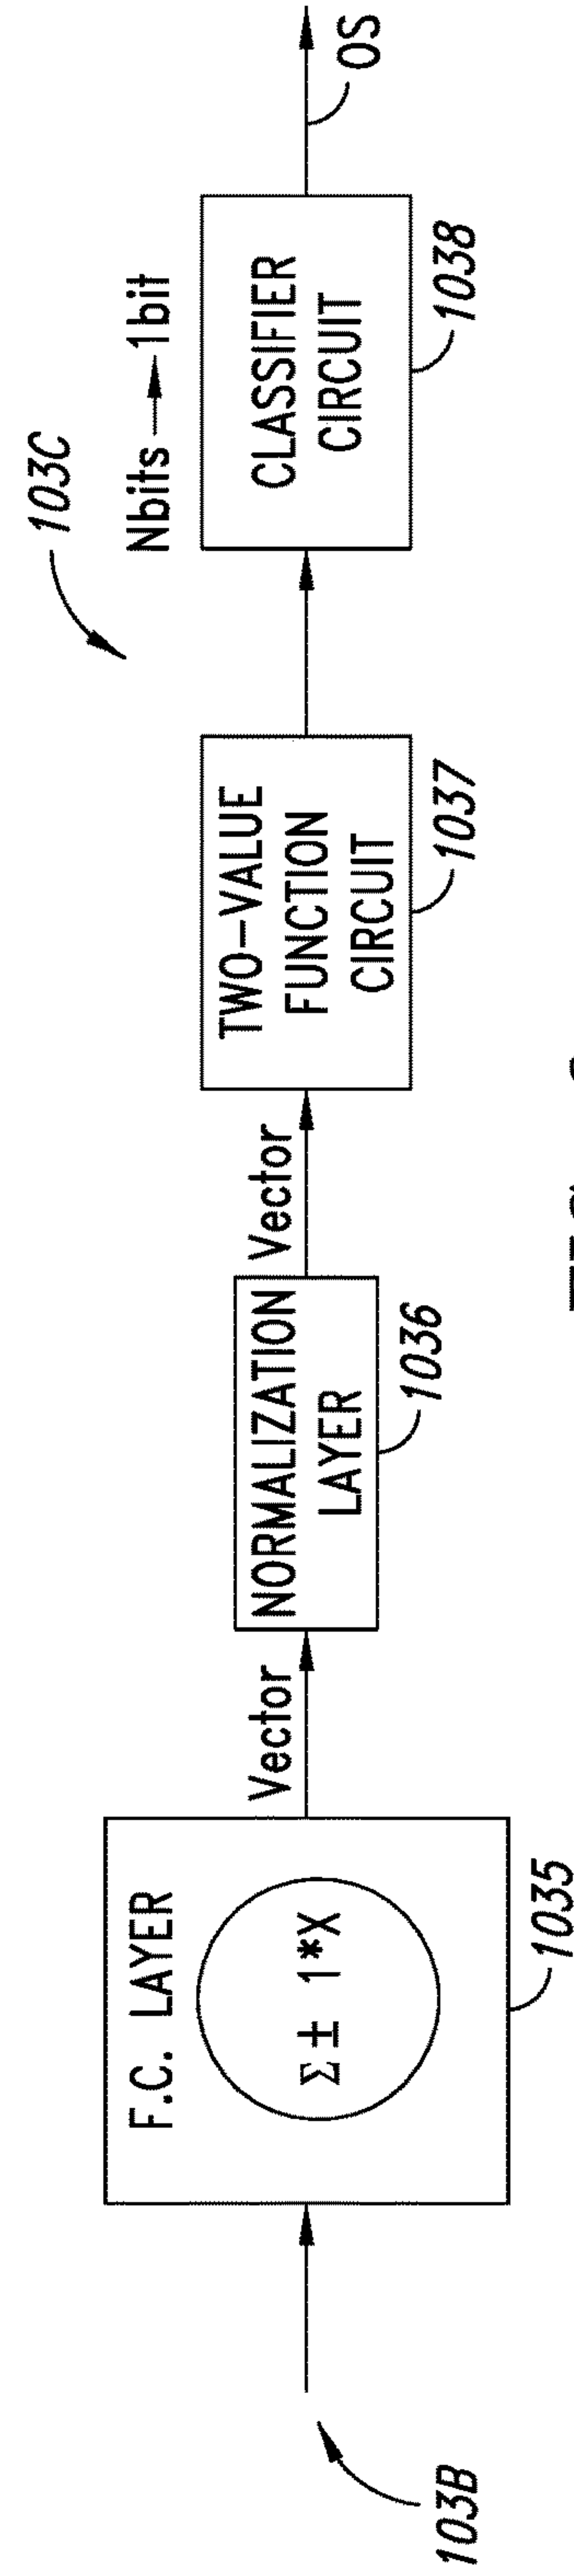 103B
F.C. LAYER
Σ ± 1*X
1035
Vector
NORMALIZATION
LAYER
1036
Vector
TWO-VALUE
FUNCTION
CIRCUIT
1037
103C
Nbits → 1bit
CLASSIFIER
CIRCUIT
1038
OS